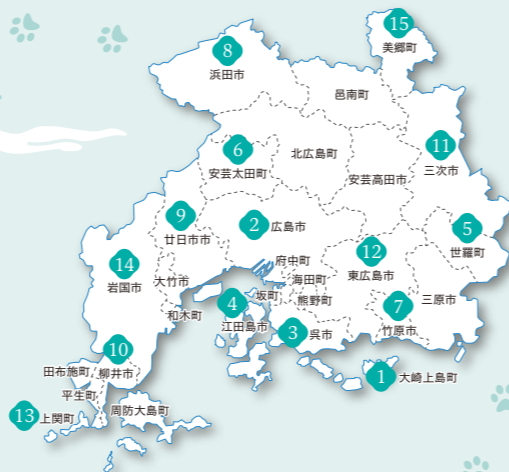 15
美郷町
8
浜田市
邑南町
北広島町
11
三次市
6
安芸太田町
安芸高田市
9
廿日市市
2 広島市
5
世羅町
12
東広島市
14
岩国市
大竹市
府中町
海田町
坂町
熊野町
7
竹原市
三原市
和木町
4
江田島市
3 呉市
10
柳井市
田布施町
平生町
1 大崎上島町
13 上関町
周防大島町